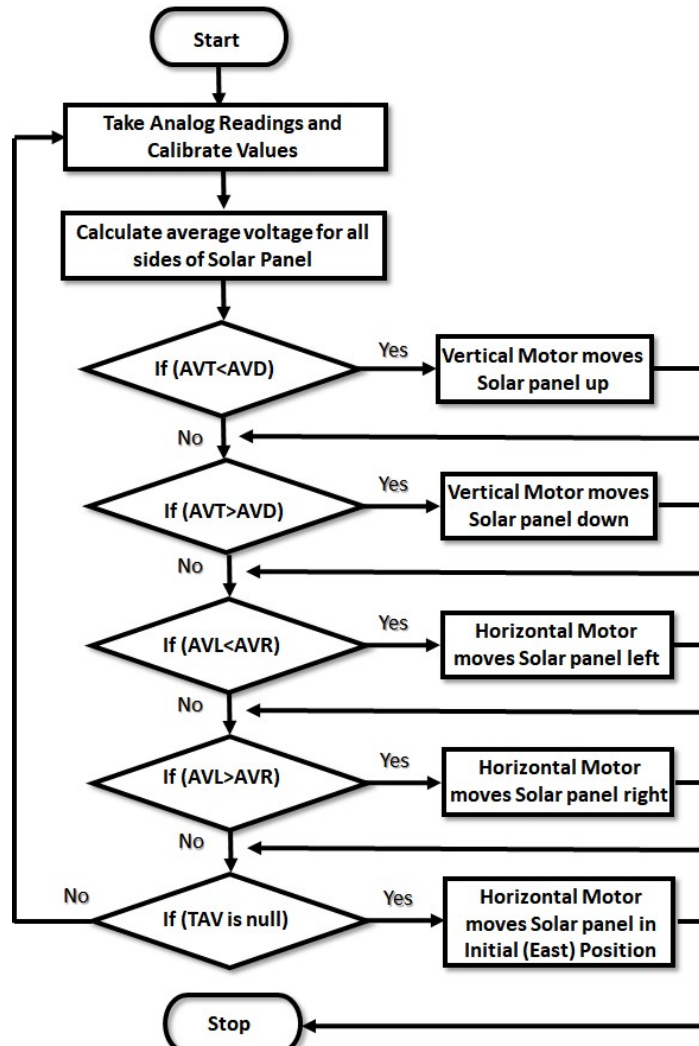 Start
Take Analog Readings and
Calibrate Values
Calculate average voltage for all
sides of Solar Panel
If (AVT<AVD)
Yes
Vertical Motor moves
Solar panel up
No
If (AVT>AVD)
Yes
Vertical Motor moves
Solar panel down
No
If (AVL<AVR)
Yes
Horizontal Motor
moves Solar panel left
No
If (AVL>AVR)
Yes
Horizontal Motor
moves Solar panel right
No
No
If (TAV is null)
Yes
Horizontal Motor
moves Solar panel in
Initial (East) Position
Stop